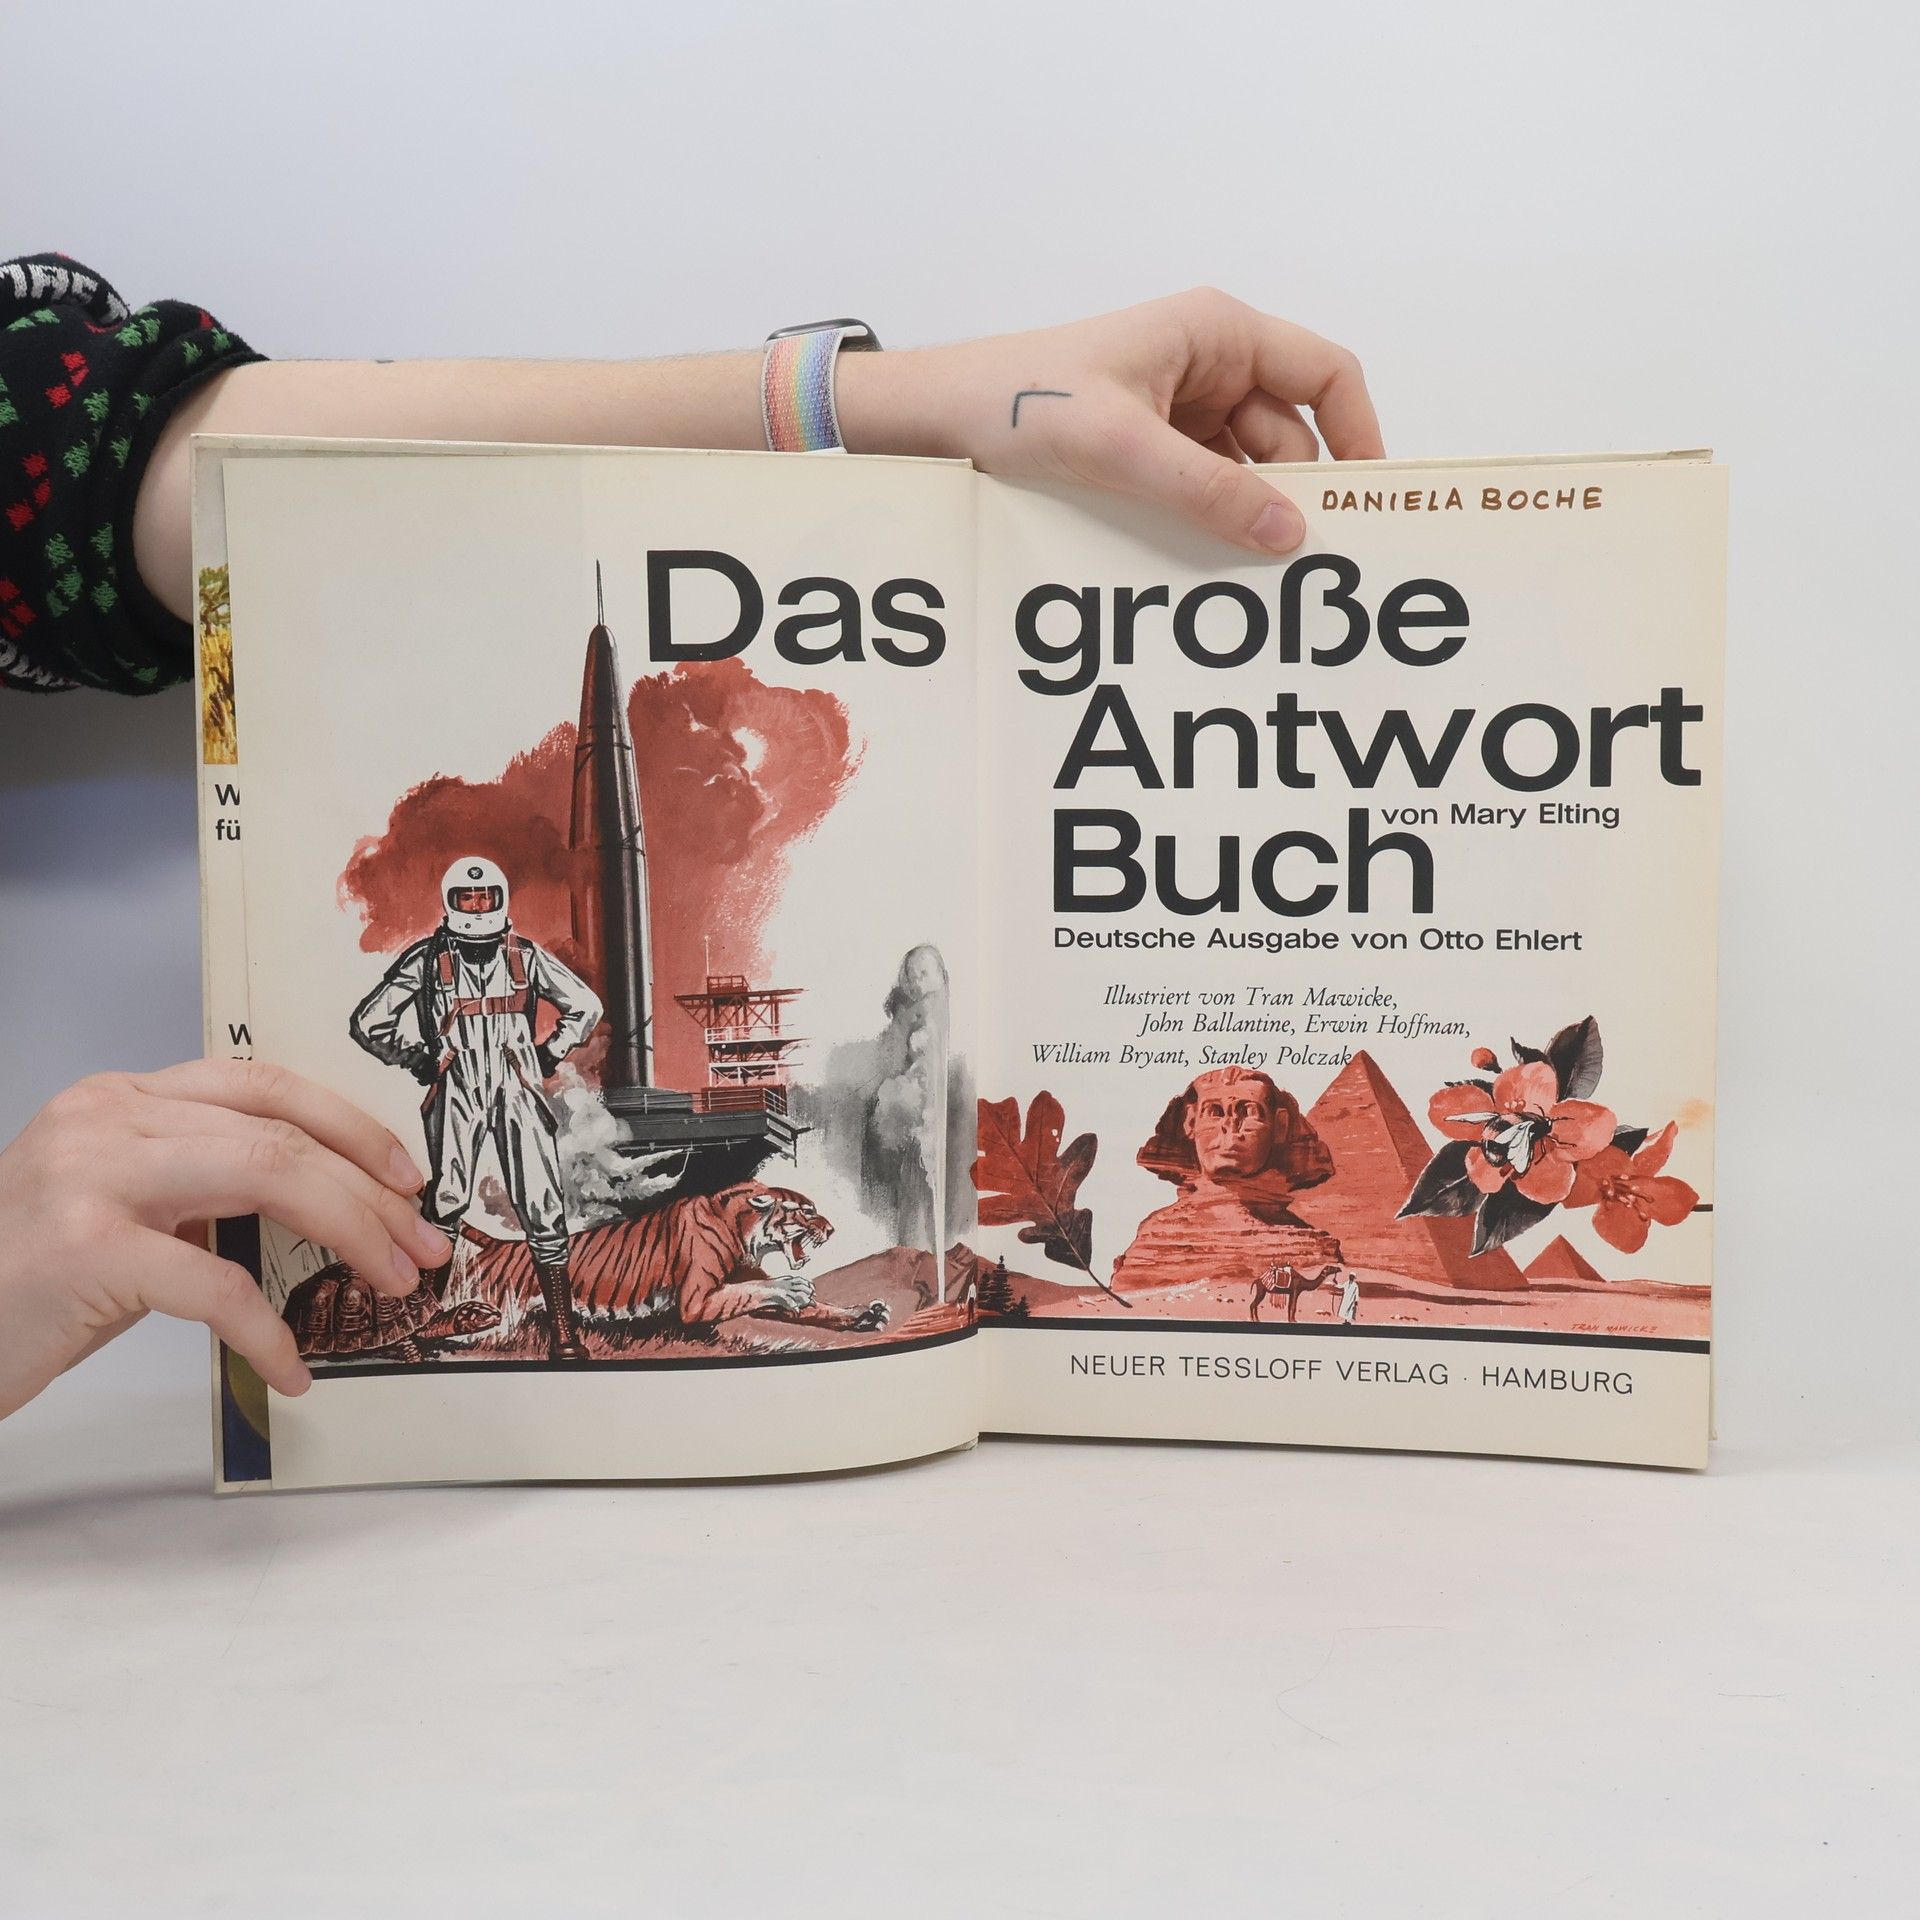 DANIELA BOCHE
Das große
Antwort
Buch
von Mary Elting
Deutsche Ausgabe von Otto Ehlert
Illustriert von Tran Mawicke,
John Ballantine, Erwin Hoffman,
William Bryant, Stanley Polczak
TRAN MAWICKE
NEUER TESSLOFF VERLAG · HAMBURG
W
fü
W